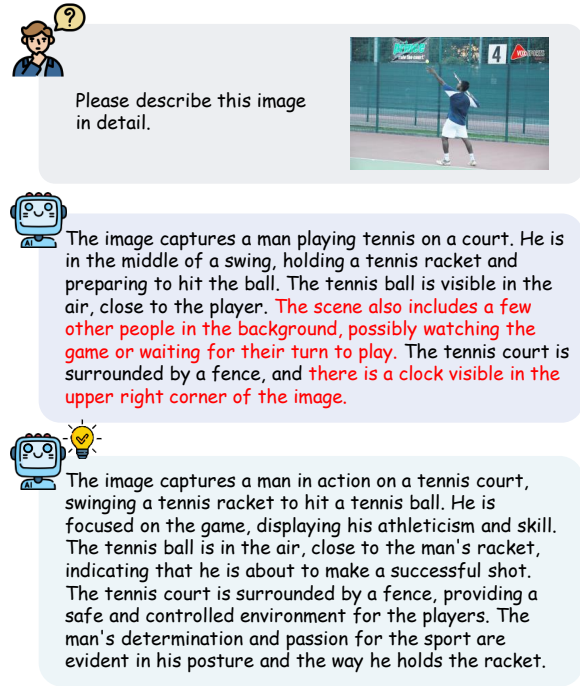 ?
Please describe this image
in detail.
4
AI
The image captures a man playing tennis on a court. He is
in the middle of a swing, holding a tennis racket and
preparing to hit the ball. The tennis ball is visible in the
air, close to the player. The scene also includes a few
other people in the background, possibly watching the
game or waiting for their turn to play. The tennis court is
surrounded by a fence, and there is a clock visible in the
upper right corner of the image.
AI
The image captures a man in action on a tennis court,
swinging a tennis racket to hit a tennis ball. He is
focused on the game, displaying his athleticism and skill.
The tennis ball is in the air, close to the man's racket,
indicating that he is about to make a successful shot.
The tennis court is surrounded by a fence, providing a
safe and controlled environment for the players. The
man's determination and passion for the sport are
evident in his posture and the way he holds the racket.